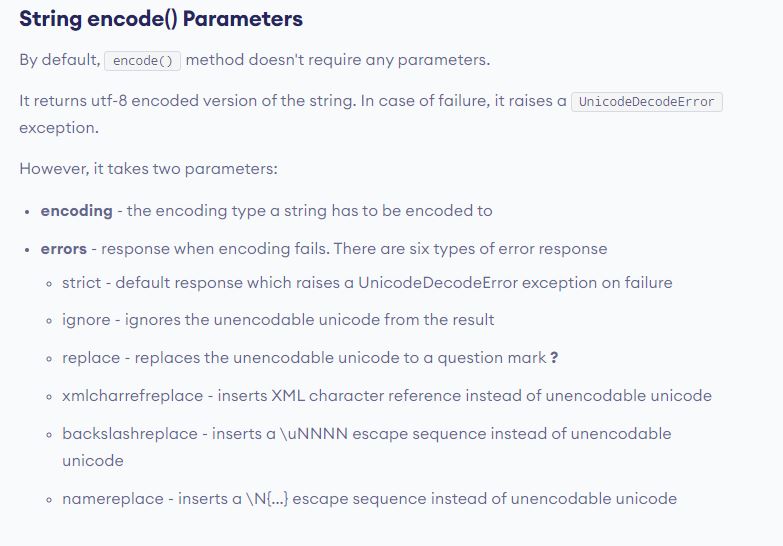 String encode() Parameters
By default, encode() method doesn't require any parameters.
It returns utf-8 encoded version of the string. In case of failure, it raises a UnicodeDecodeError
exception.
However, it takes two parameters:
• encoding - the encoding type a string has to be encoded to
• errors - response when encoding fails. There are six types of error response
◦ strict - default response which raises a UnicodeDecodeError exception on failure
◦ ignore - ignores the unencodable unicode from the result
◦ replace - replaces the unencodable unicode to a question mark ?
◦ xmlcharrefreplace - inserts XML character reference instead of unencodable unicode
◦ backslashreplace - inserts a \uNNNN escape sequence instead of unencodable
unicode
◦ namereplace - inserts a \N{...} escape sequence instead of unencodable unicode